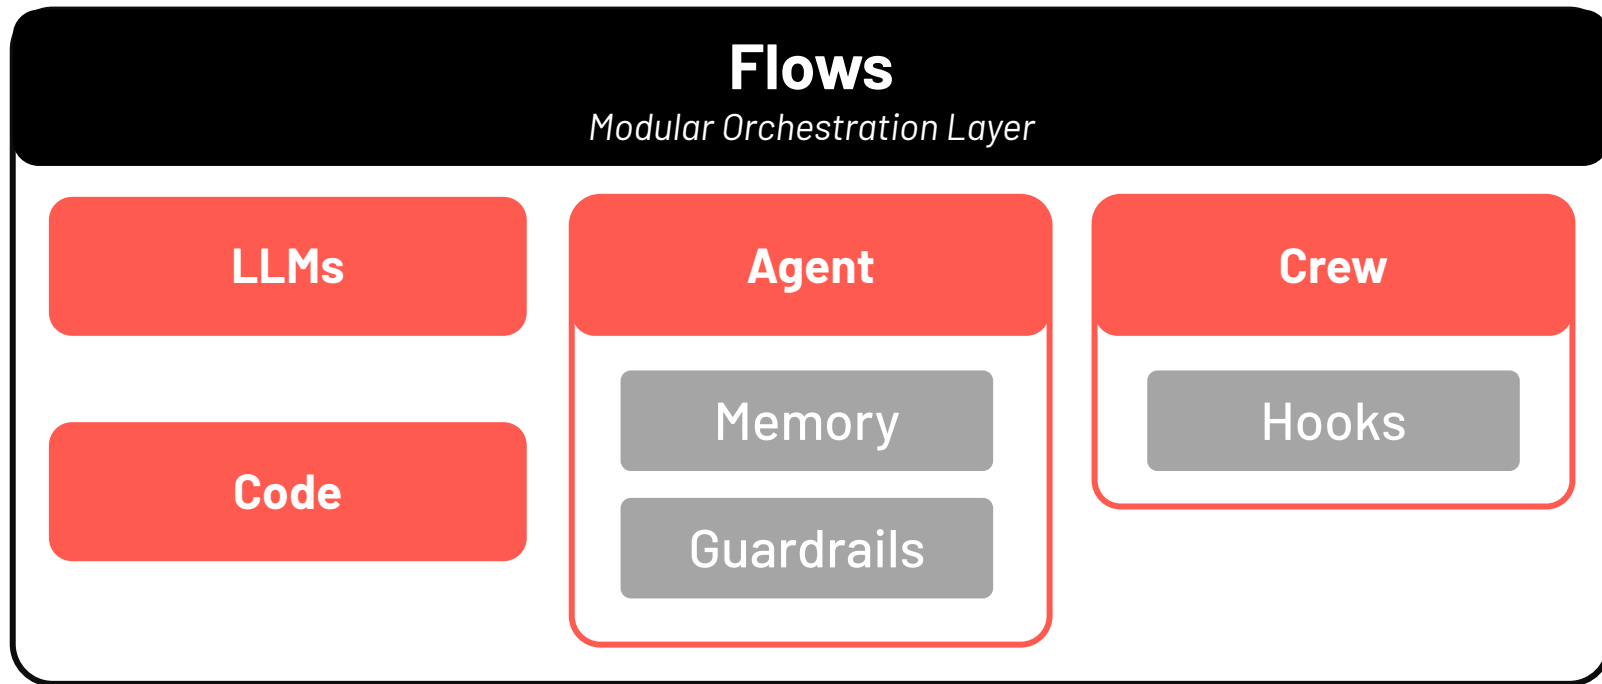 Flows
Modular Orchestration Layer
LLMs
Code
Agent
Memory
Guardrails
Crew
Hooks